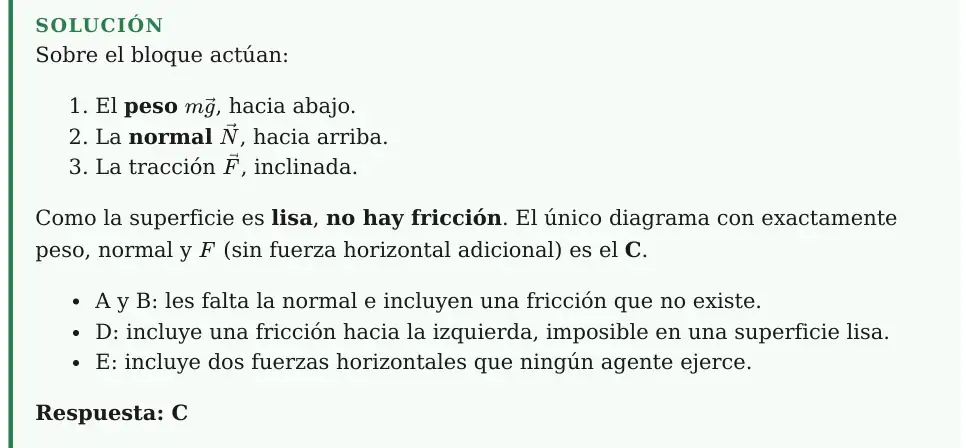 SOLUCIÓN
Sobre el bloque actúan:
1. El peso m\vec{g}, hacia abajo.
2. La normal \vec{N}, hacia arriba.
3. La tracción \vec{F}, inclinada.
Como la superficie es lisa, no hay fricción. El único diagrama con exactamente
peso, normal y F (sin fuerza horizontal adicional) es el C.
• A y B: les falta la normal e incluyen una fricción que no existe.
• D: incluye una fricción hacia la izquierda, imposible en una superficie lisa.
• E: incluye dos fuerzas horizontales que ningún agente ejerce.
Respuesta: C